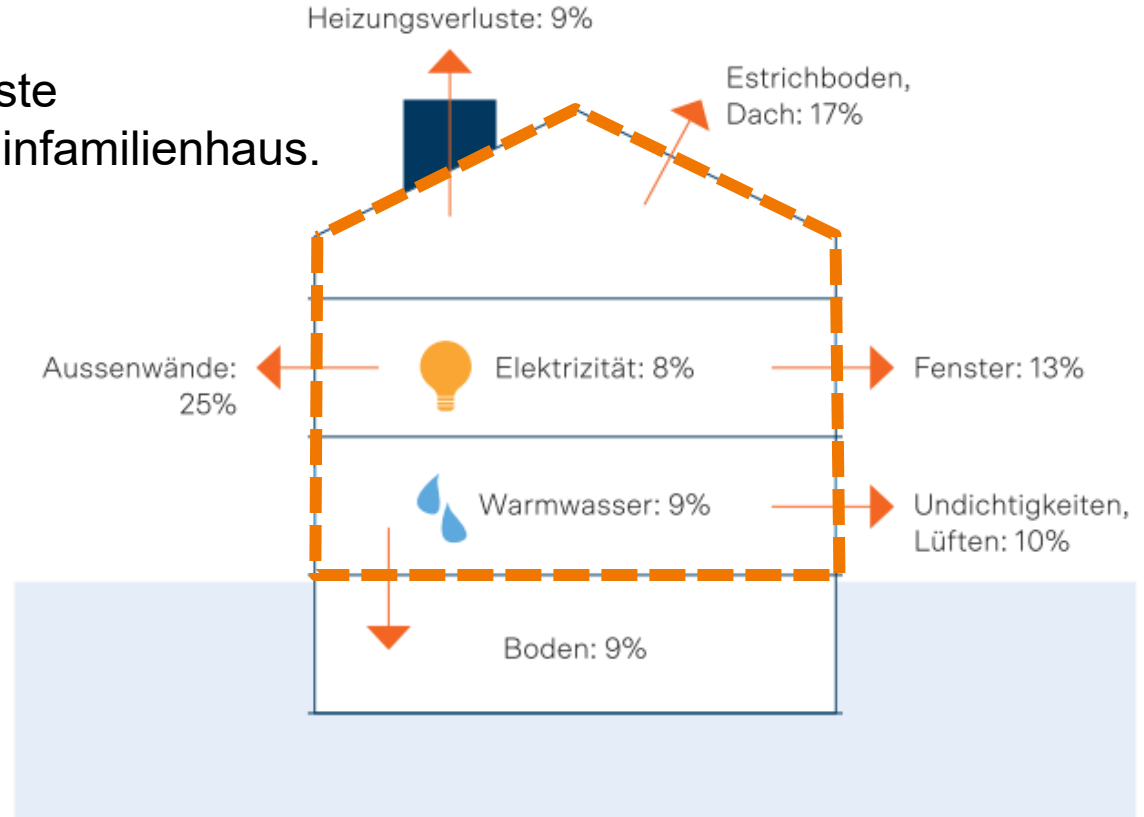 Heizungsverluste: 9%
ste
infamilienhaus.
Estrichboden,
Dach: 17%
Aussenwände:
25%
Elektrizität: 8%
Fenster: 13%
Warmwasser: 9%
Undichtigkeiten,
Lüften: 10%
Boden: 9%